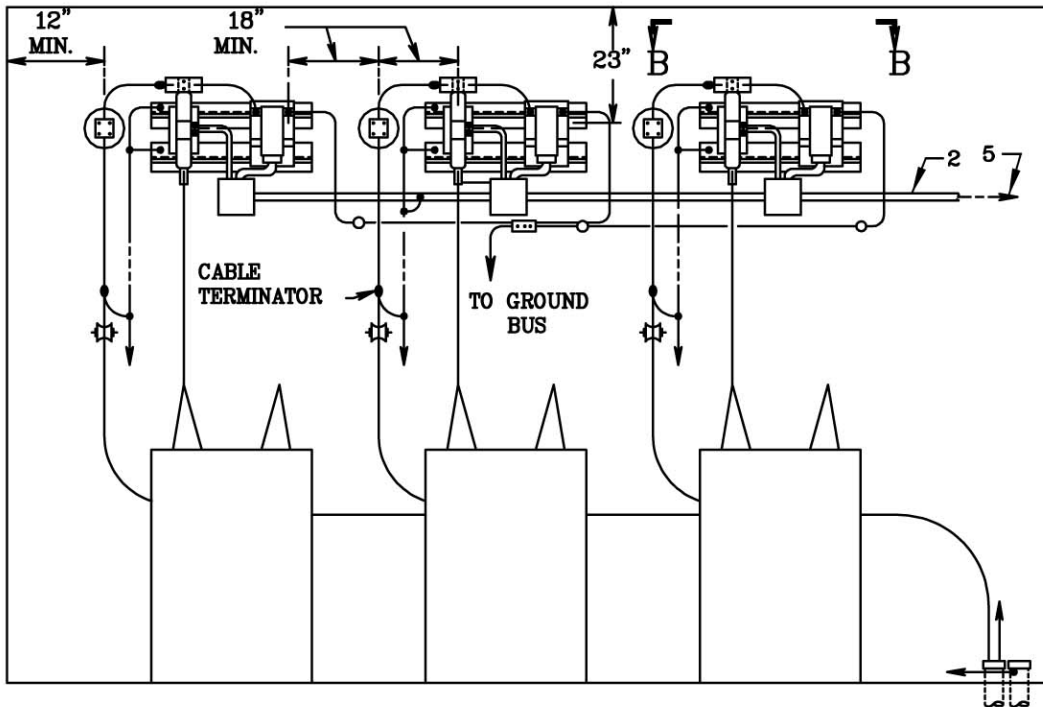 12"
MIN.
18"
MIN.
23"
B
B
2
5
CABLE
TERMINATOR
TO GROUND
BUS